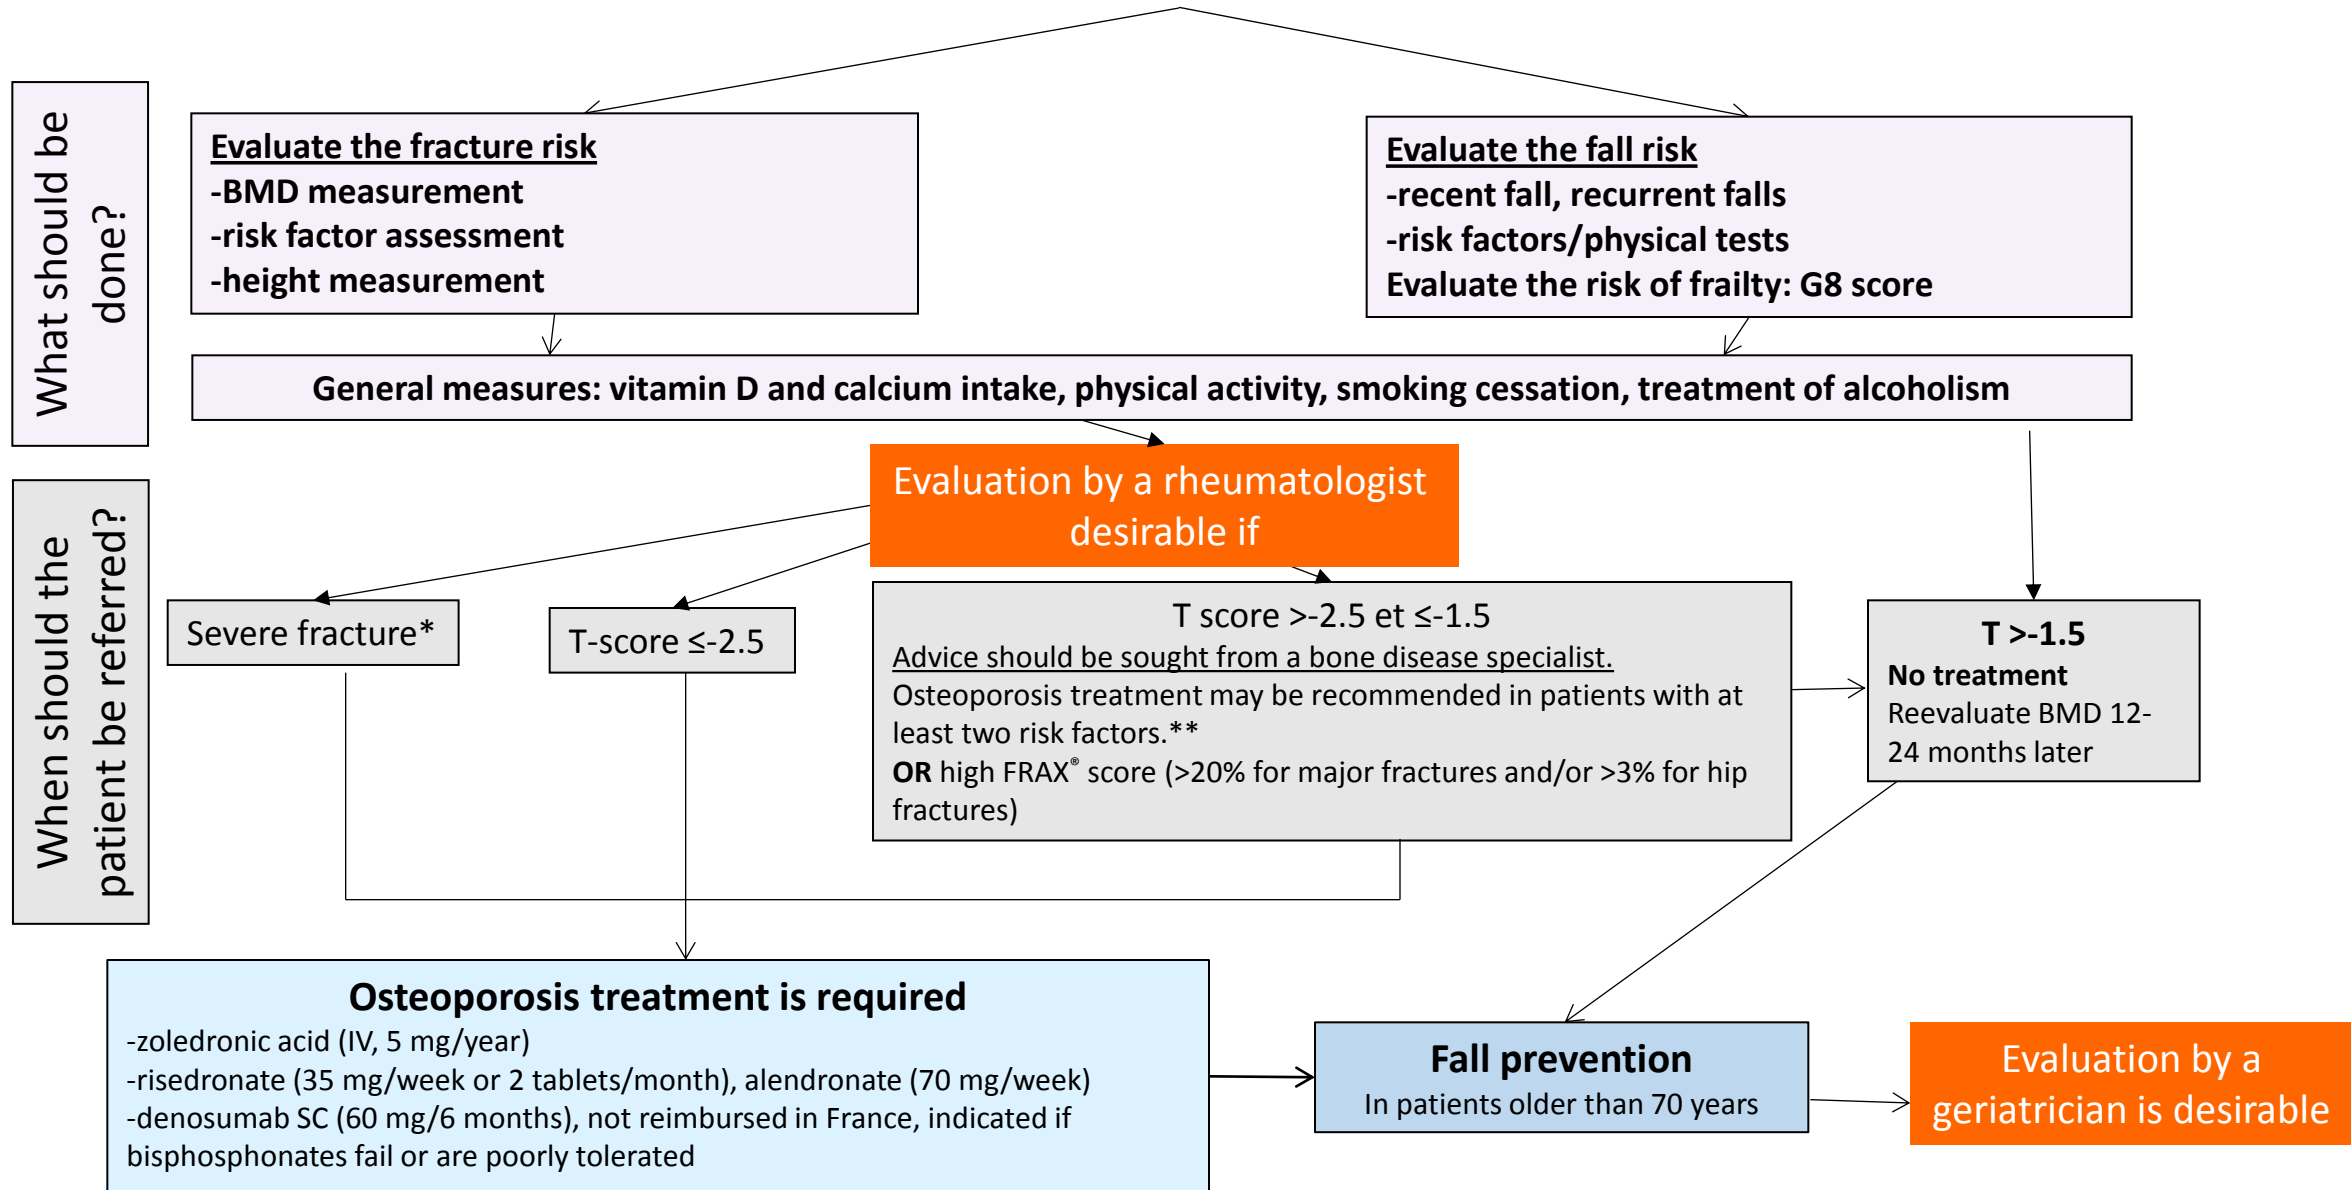 What should be
done?
Evaluate the fracture risk
-BMD measurement
-risk factor assessment
-height measurement
Evaluate the fall risk
-recent fall, recurrent falls
-risk factors/physical tests
Evaluate the risk of frailty: G8 score
General measures: vitamin D and calcium intake, physical activity, smoking cessation, treatment of alcoholism
When should the
patient be referred?
Evaluation by a rheumatologist
desirable if
Severe fracture*
T-score ≤-2.5
T score >-2.5 et ≤-1.5
Advice should be sought from a bone disease specialist.
Osteoporosis treatment may be recommended in patients with at
least two risk factors.**
OR high FRAX® score (>20% for major fractures and/or >3% for hip
fractures)
T >-1.5
No treatment
Reevaluate BMD 12-
24 months later
Osteoporosis treatment is required
-zoledronic acid (IV, 5 mg/year)
-risedronate (35 mg/week or 2 tablets/month), alendronate (70 mg/week)
-denosumab SC (60 mg/6 months), not reimbursed in France, indicated if
bisphosphonates fail or are poorly tolerated
Fall prevention
In patients older than 70 years
Evaluation by a
geriatrician is desirable